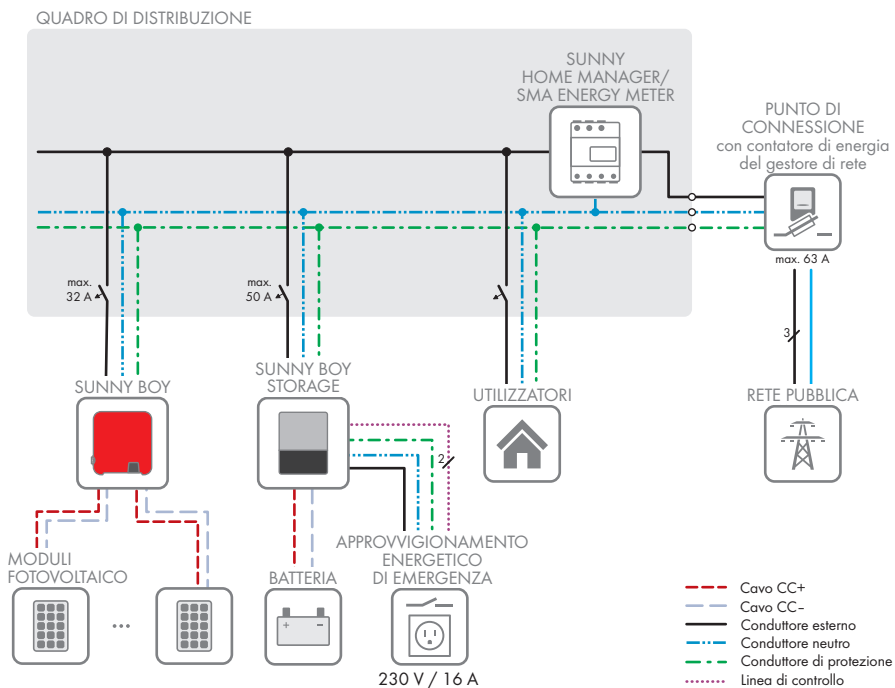 QUADRO DI DISTRIBUZIONE
SUNNY
HOME MANAGER/
SMA ENERGY METER
PUNTO DI
CONNESSIONE
con contatore di energia
del gestore di rete
max. 63 A
max.
32 A
max.
50 A
3
SUNNY BOY
SUNNY BOY
STORAGE
UTILIZZATORI
RETE PUBBLICA
2
MODULI
FOTOVOLTAICO
...
BATTERIA
+ −
APPROVVIGIONAMENTO
ENERGETICO
DI EMERGENZA
230 V / 16 A
Cavo CC+
Cavo CC−
Conduttore esterno
Conduttore neutro
Conduttore di protezione
Linea di controllo